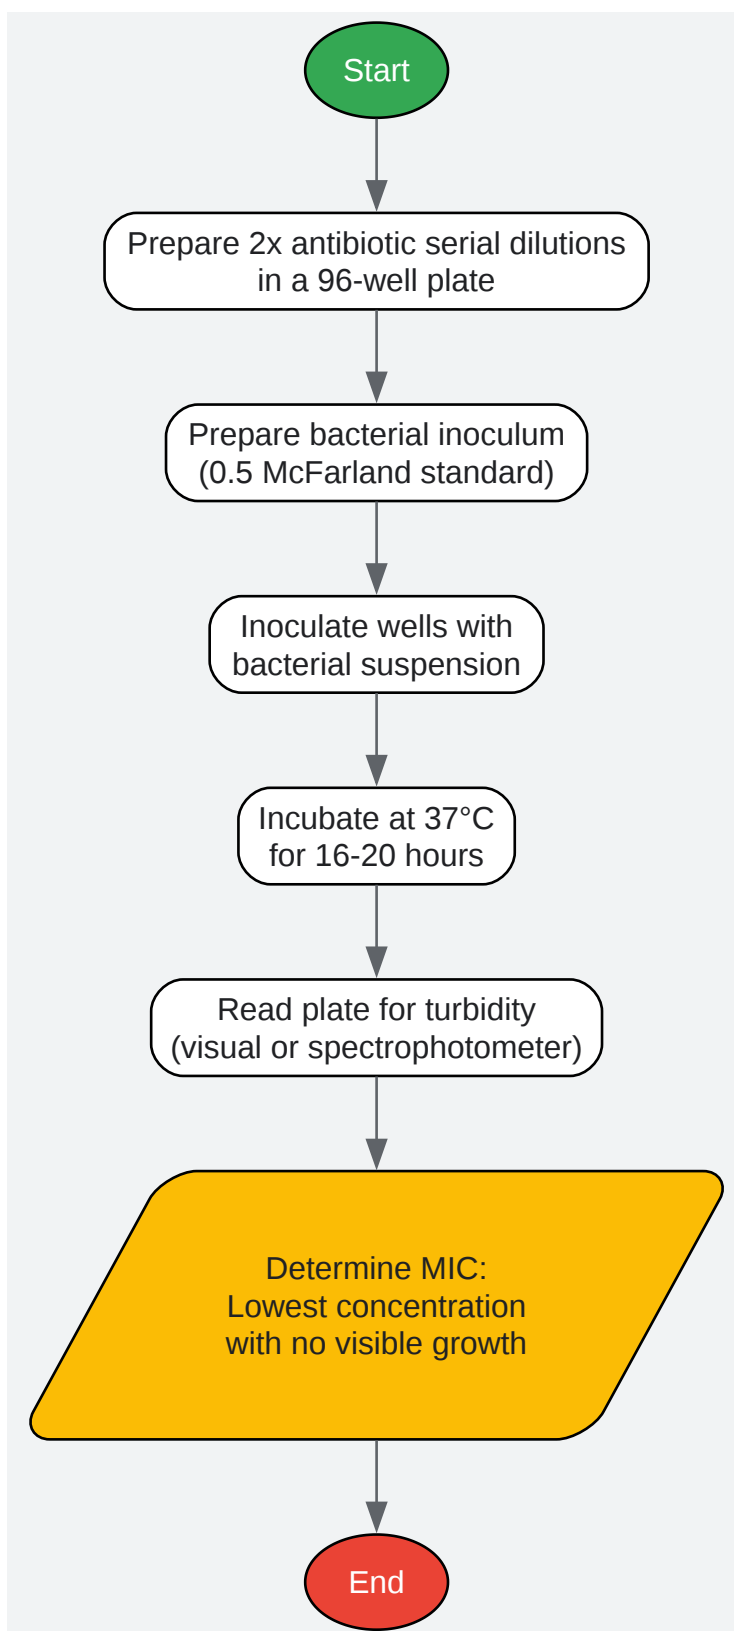 Start
Prepare 2x antibiotic serial dilutions
in a 96-well plate
Prepare bacterial inoculum
(0.5 McFarland standard)
Inoculate wells with
bacterial suspension
Incubate at 37°C
for 16-20 hours
Read plate for turbidity
(visual or spectrophotometer)
Determine MIC:
Lowest concentration
with no visible growth
End